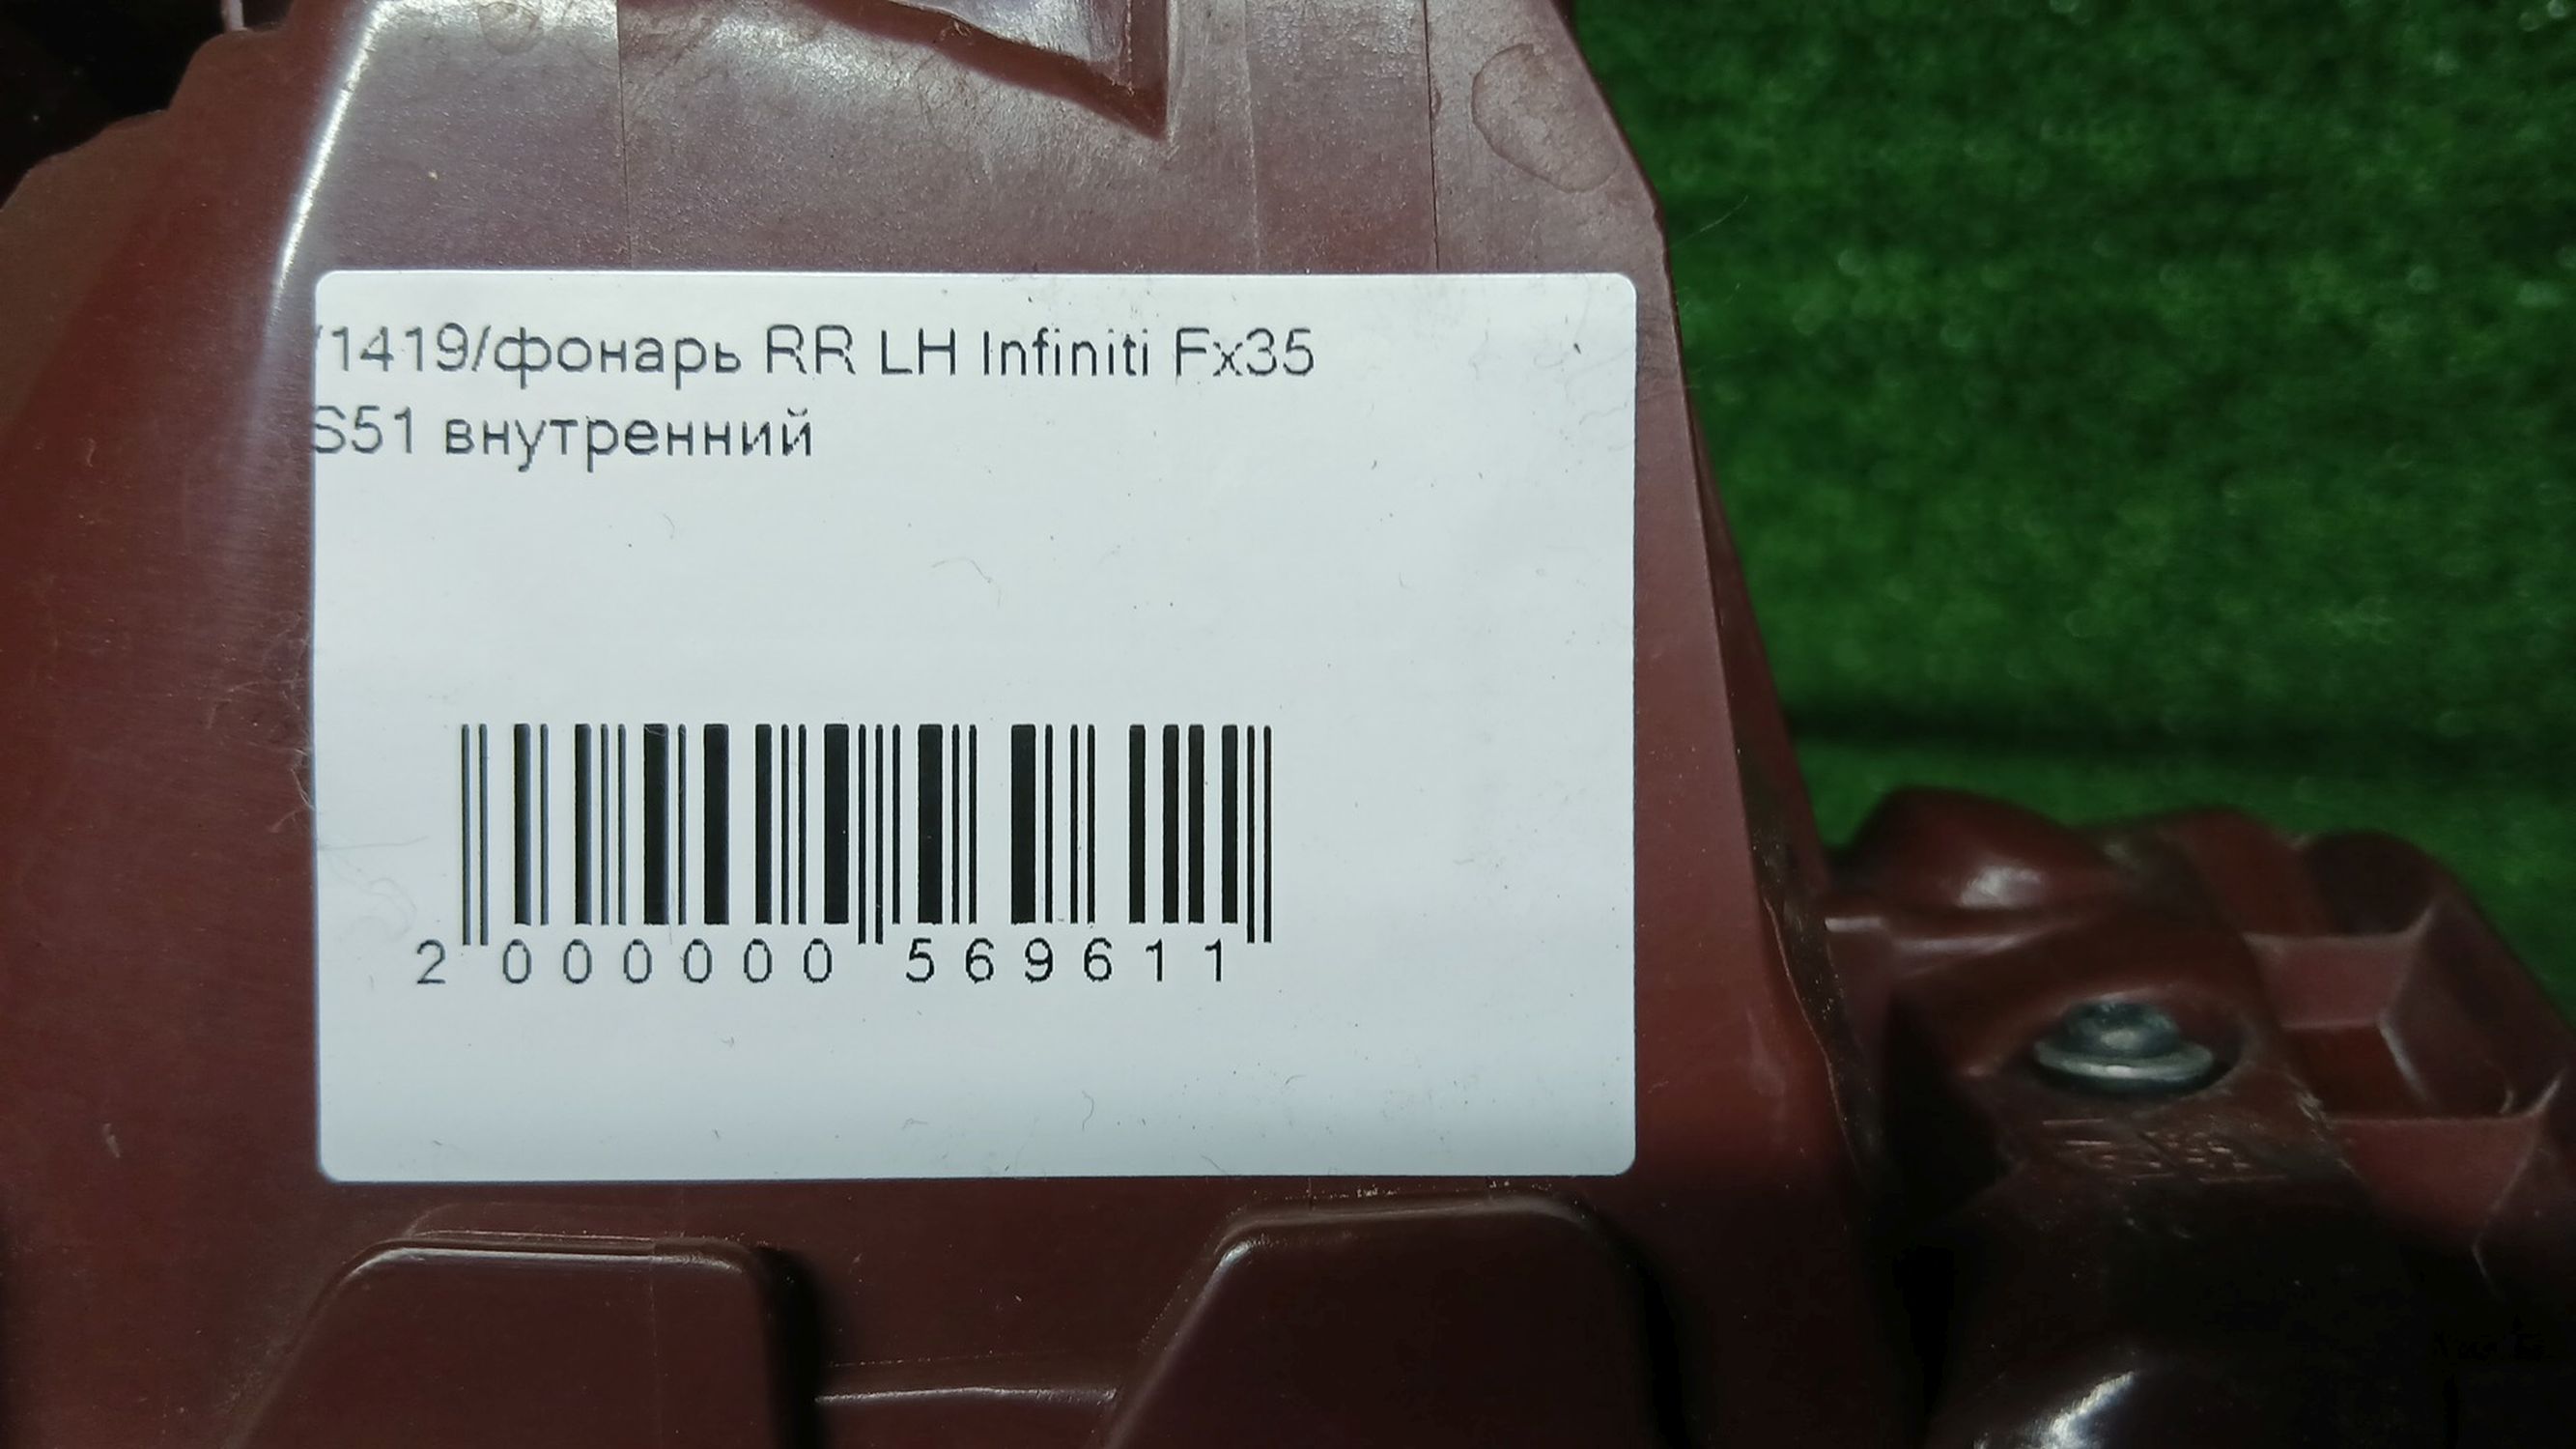 /1419/фонарь RR LH Infiniti Fx35
S51 внутренний
2 000000 569611